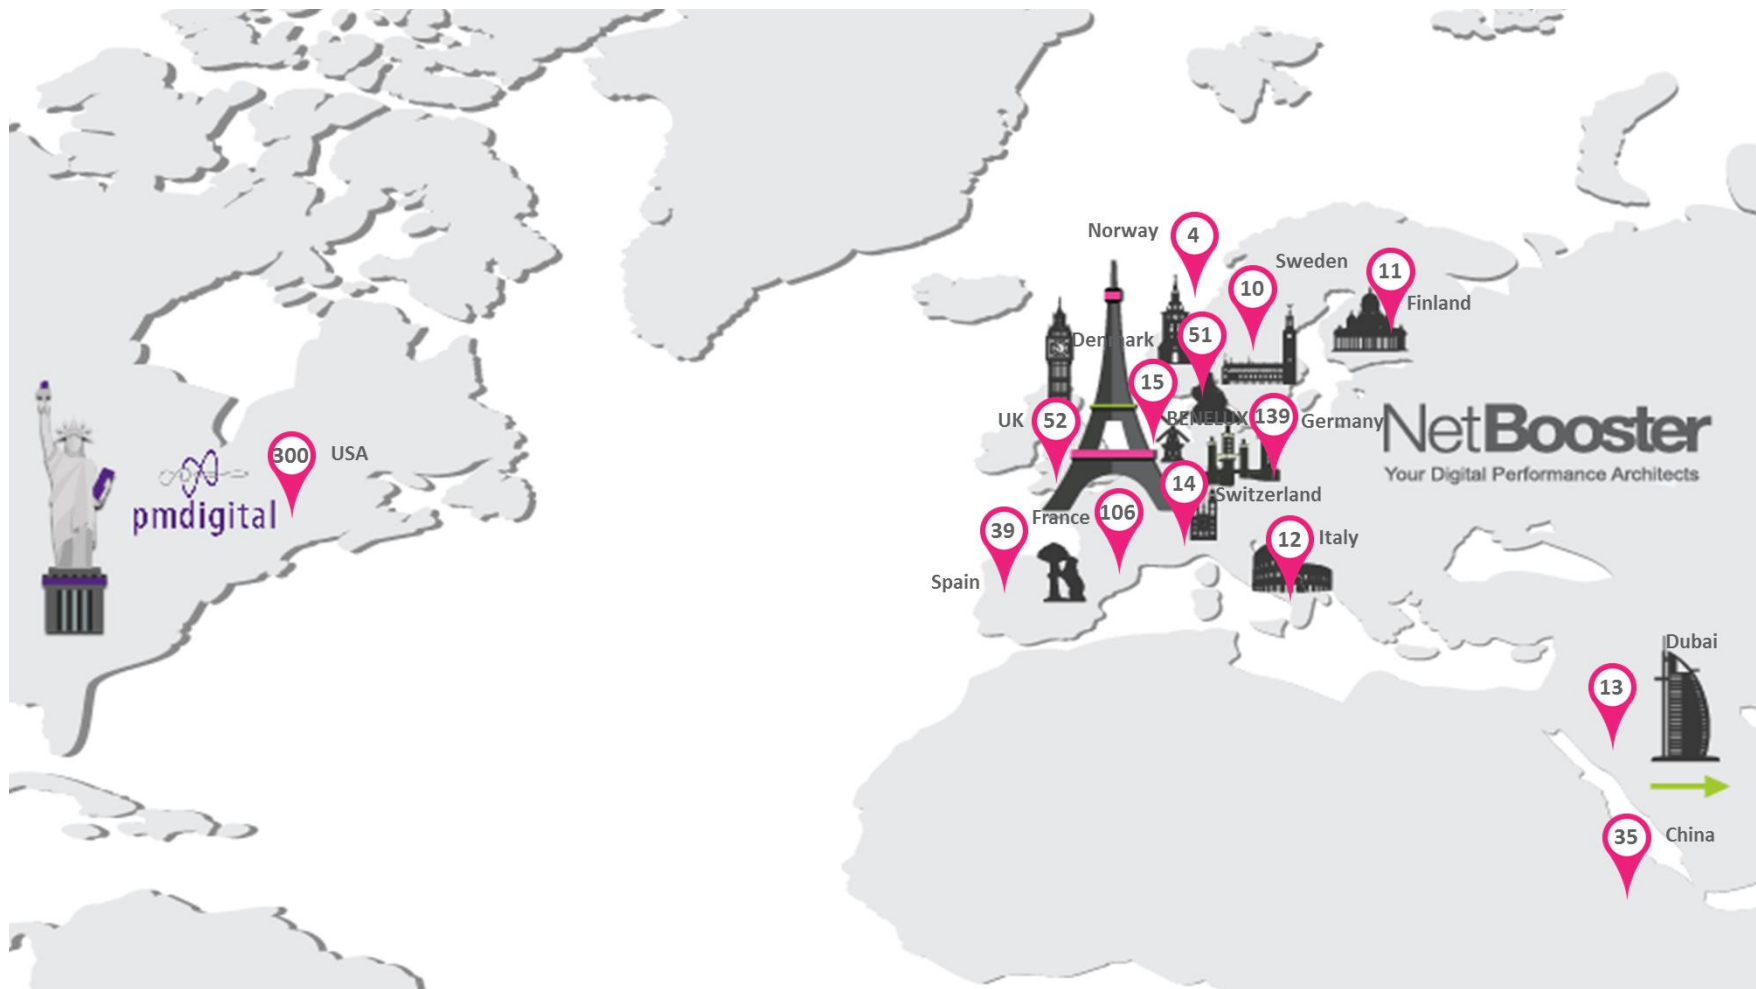 Norway
4
Sweden
10
11
Finland
Denmark
51
15
UK
52
BENELUX
139
Germany
NetBooster
Your Digital Performance Architects
300
USA
pmdigital
14
Switzerland
France
106
39
Spain
12
Italy
Dubai
13
35
China